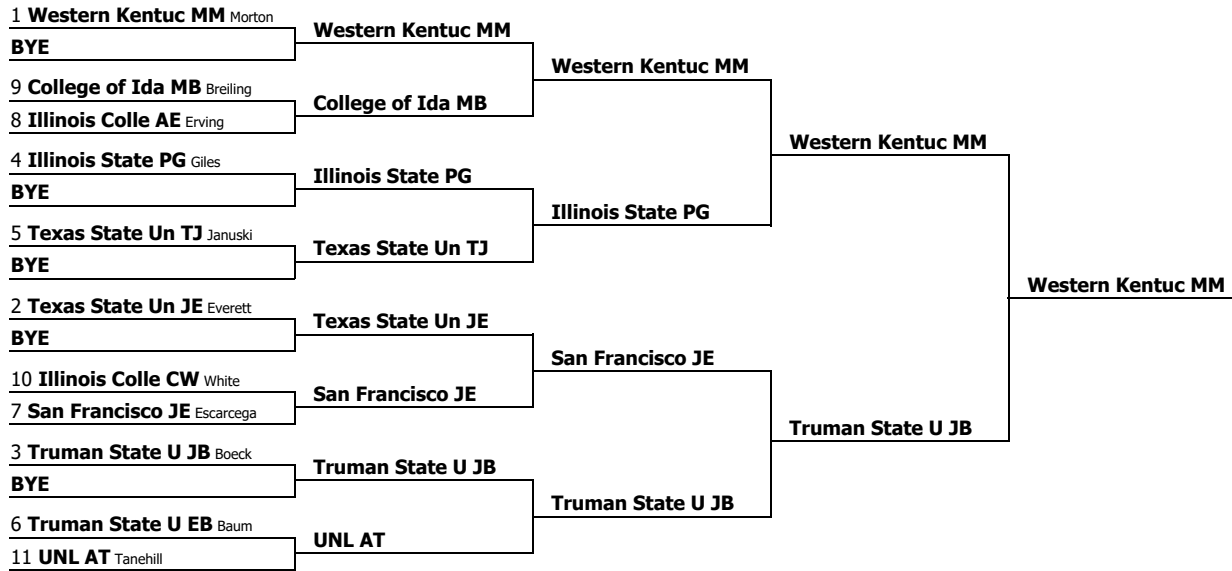 1 Western Kentuc MM Morton
BYE
9 College of Ida MB Breiling
8 Illinois Colle AE Erving
4 Illinois State PG Giles
BYE
5 Texas State Un TJ Januski
BYE
2 Texas State Un JE Everett
BYE
10 Illinois Colle CW White
7 San Francisco JE Escarcega
3 Truman State U JB Boeck
BYE
6 Truman State U EB Baum
11 UNL AT Tanehill
Western Kentuc MM
College of Ida MB
Illinois State PG
Texas State Un TJ
Texas State Un JE
San Francisco JE
Truman State U JB
UNL AT
Western Kentuc MM
Illinois State PG
San Francisco JE
Truman State U JB
Western Kentuc MM
Truman State U JB
Western Kentuc MM